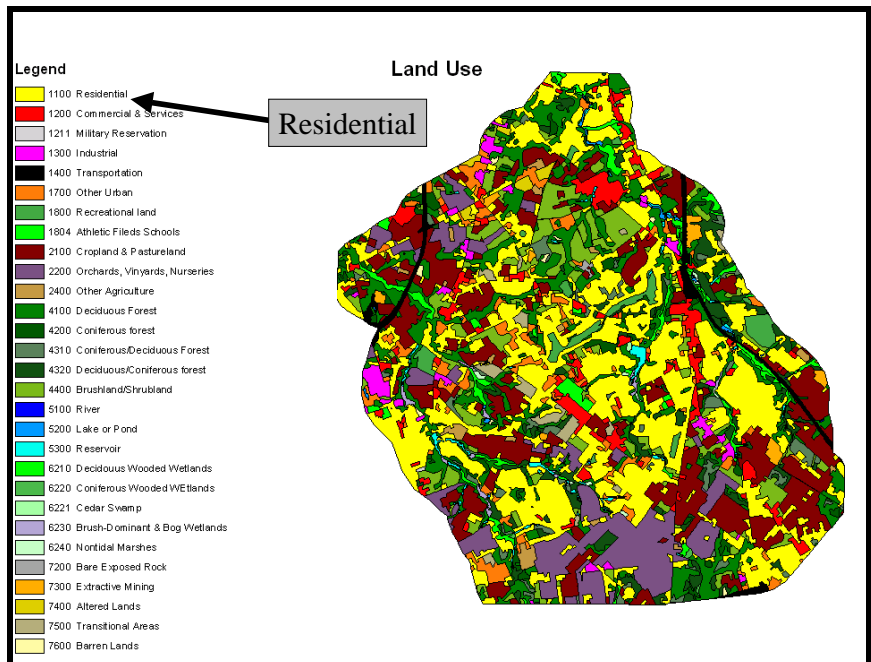 Land Use
Legend
1100 Residential
1200 Commercial & Services
1211 Military Reservation
1300 Industrial
1400 Transportation
1700 Other Urban
1800 Recreational land
1804 Athletic Fileds Schools
2100 Cropland & Pastureland
2200 Orchards, Vinyards, Nurseries
2400 Other Agriculture
4100 Deciduous Forest
4200 Coniferous forest
4310 Coniferous/Deciduous Forest
4320 Deciduous/Coniferous forest
4400 Brushland/Shrubland
5100 River
5200 Lake or Pond
5300 Reservoir
6210 Decidouus Wooded Wetlands
6220 Coniferous Wooded WEtlands
6221 Cedar Swamp
6230 Brush-Dominant & Bog Wetlands
6240 Nontidal Marshes
7200 Bare Exposed Rock
7300 Extractive Mining
7400 Altered Lands
7500 Transitional Areas
7600 Barren Lands
Residential